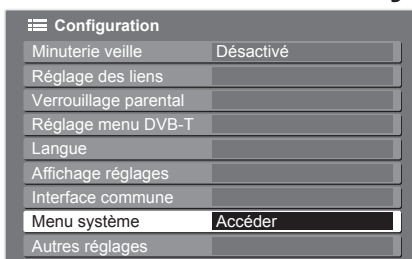 Configuration
Minuterie veille Désactivé
Réglage des liens
Verrouillage parental
Réglage menu DVB-T
Langue
Affichage réglages
Interface commune
Menu système Accéder
Autres réglages